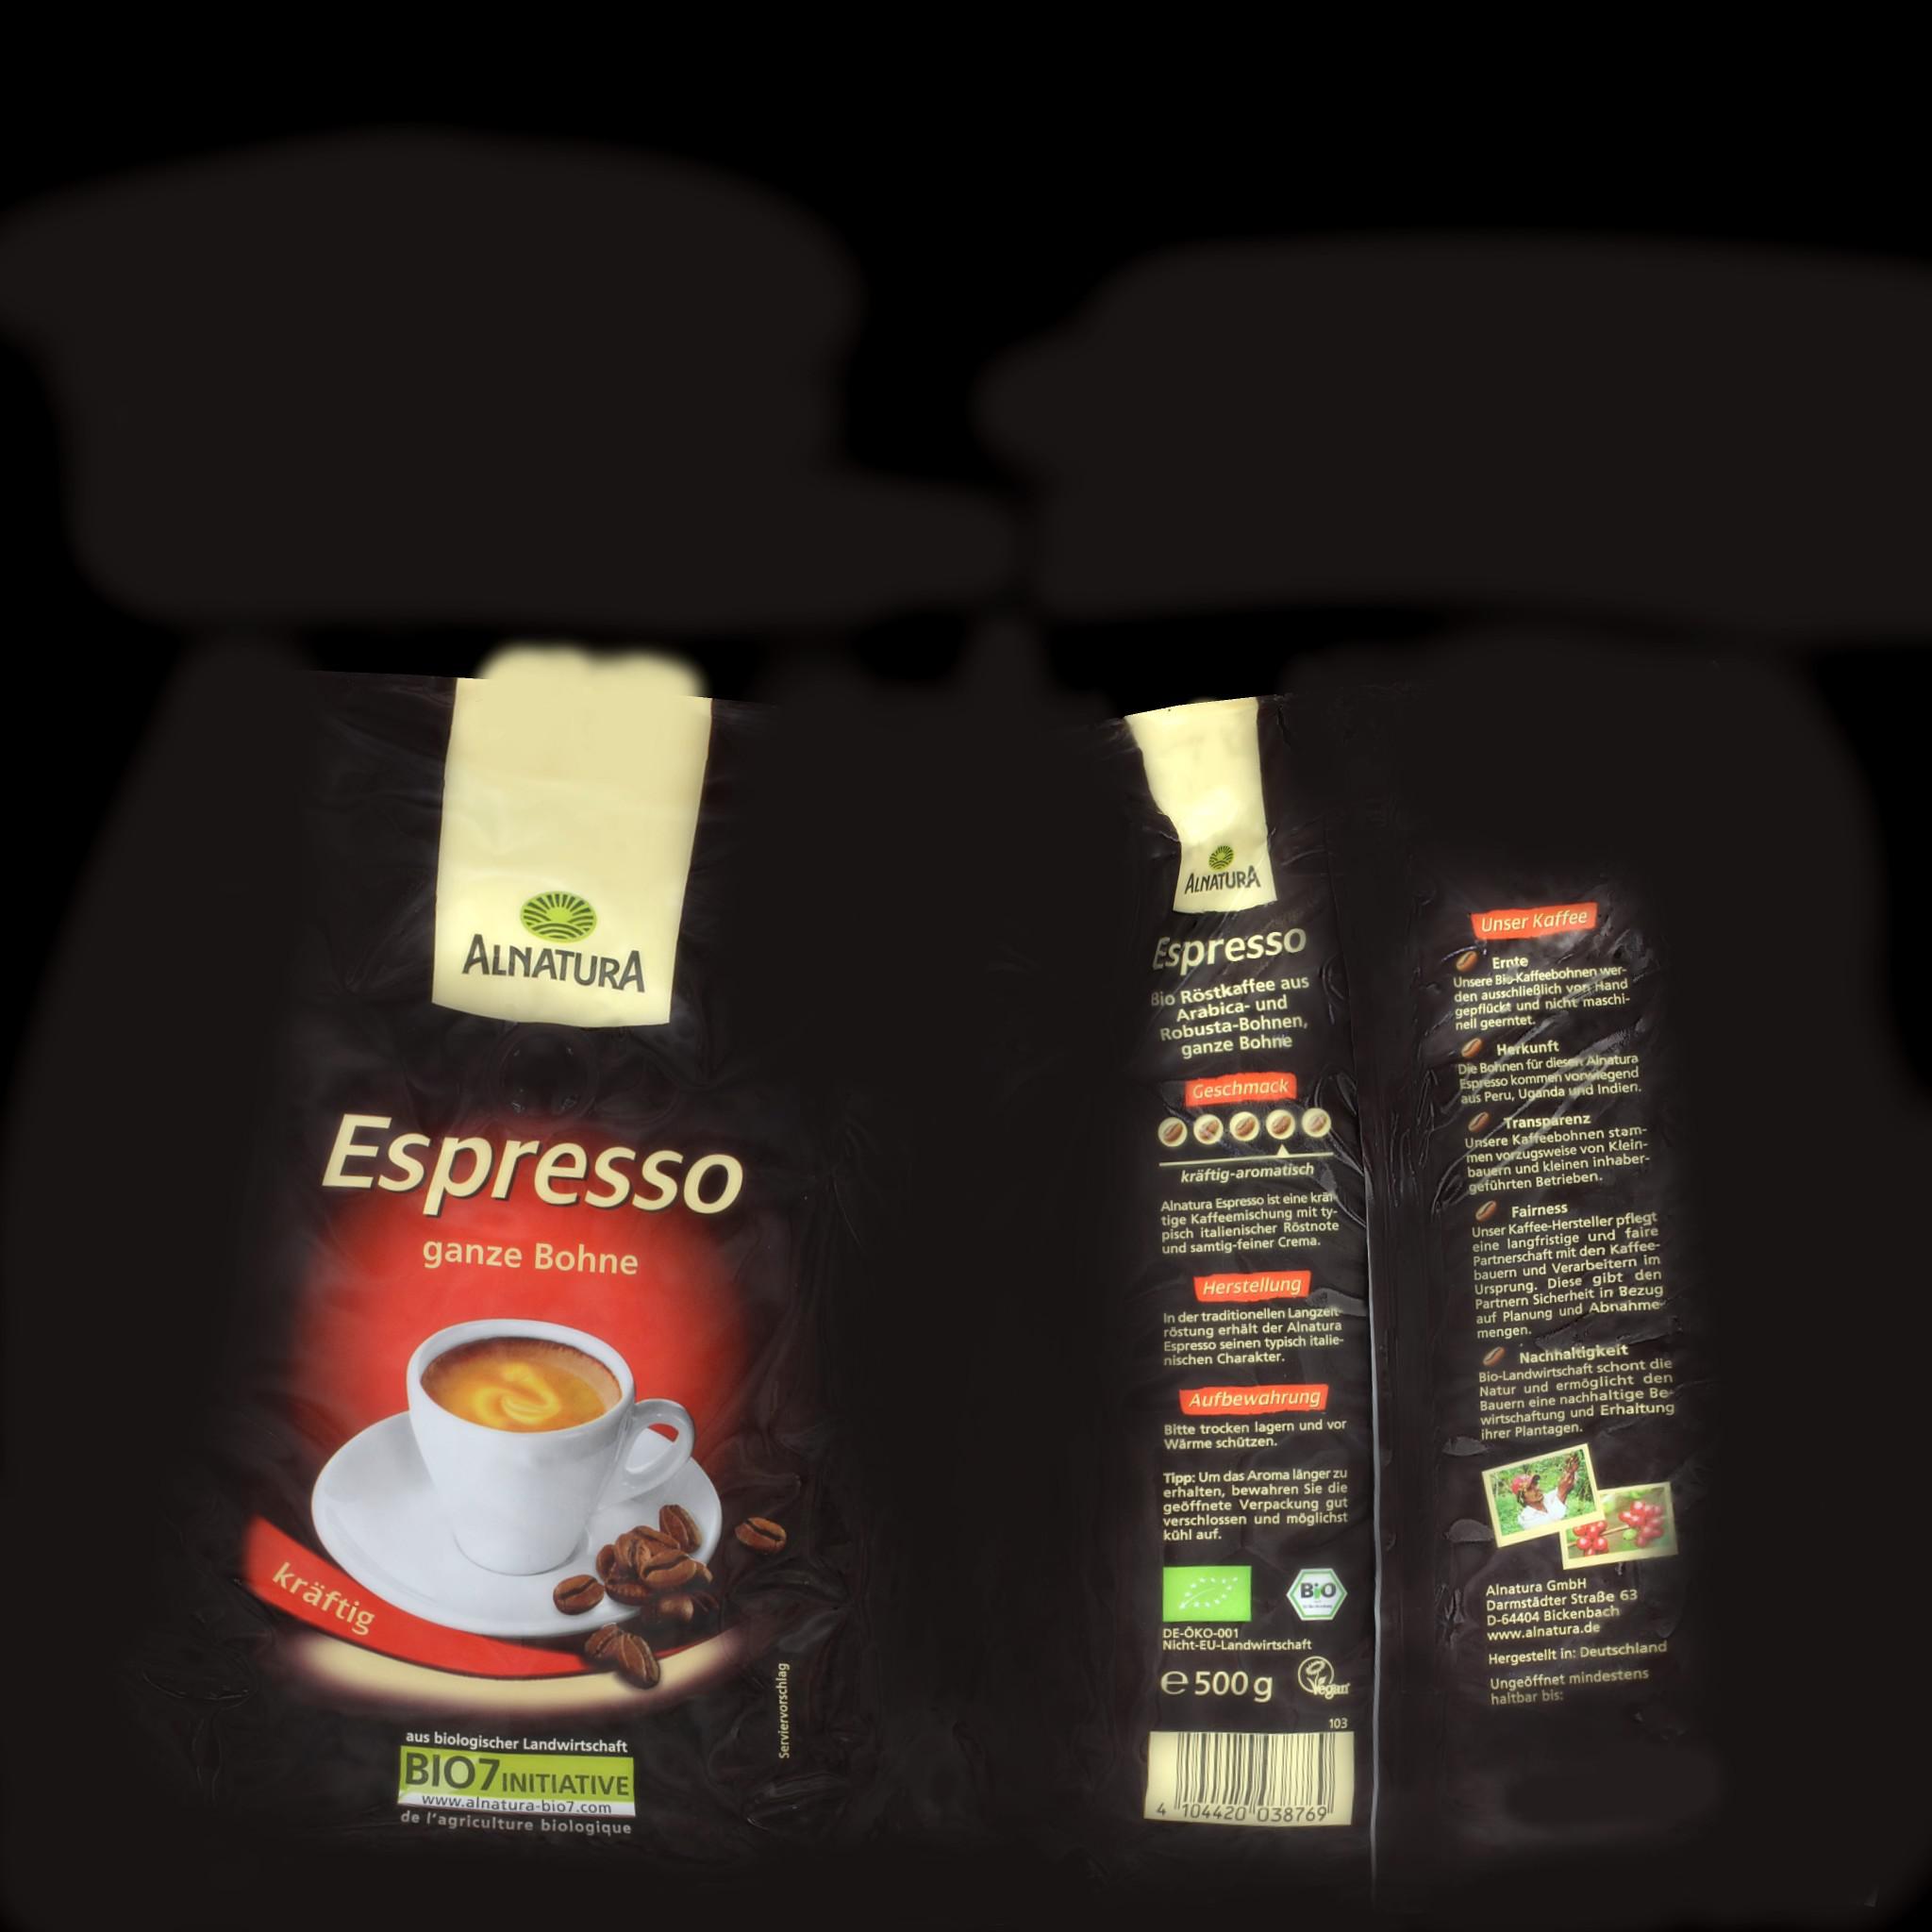 ALNATURA
Espresso
ganze Bohne
kräftig
Serviervorschlag
aus biologischer Landwirtschaft
BIO7 INITIATIVE
www.alnatura-bio7.com
de l'agriculture biologique
ALNATURA
Espresso
Bio Röstkaffee aus
Arabica- und
Robusta-Bohnen,
ganze Bohne
Geschmack
kräftig-aromatisch
Alnatura Espresso ist eine kräf-
tige Kaffeemischung mit ty-
pisch italienischer Röstnote
und samtig-feiner Crema.
Herstellung
In der traditionellen Langzeit-
röstung erhält der Alnatura
Espresso seinen typisch italie-
nischen Charakter.
Aufbewahrung
Bitte trocken lagern und vor
Wärme schützen.
Tipp: Um das Aroma länger zu
erhalten, bewahren Sie die
geöffnete Verpackung gut
verschlossen und möglichst
kühl auf.
Bio
DE-ÖKO-001
Nicht-EU-Landwirtschaft
e 500 g
Vegan
103
4 104420 038769
Unser Kaffee
Ernte
Unsere Bio-Kaffeebohnen wer-
den ausschließlich von Hand
gepflückt und nicht maschi-
nell geerntet.
Herkunft
Die Bohnen für diesen Alnatura
Espresso kommen vorwiegend
aus Peru, Uganda und Indien.
Transparenz
Unsere Kaffeebohnen stam-
men vorzugsweise von Klein-
bauern und kleinen inhaber-
geführten Betrieben.
Fairness
Unser Kaffee-Hersteller pflegt
eine langfristige und faire
Partnerschaft mit den Kaffee-
bauern und Verarbeitern im
Ursprung. Diese gibt den
Partnern Sicherheit in Bezug
auf Planung und Abnahme-
mengen.
Nachhaltigkeit
Bio-Landwirtschaft schont die
Natur und ermöglicht den
Bauern eine nachhaltige Be-
wirtschaftung und Erhaltung
ihrer Plantagen.
Alnatura GmbH
Darmstädter Straße 63
D-64404 Bickenbach
www.alnatura.de
Hergestellt in: Deutschland
Ungeöffnet mindestens
haltbar bis: